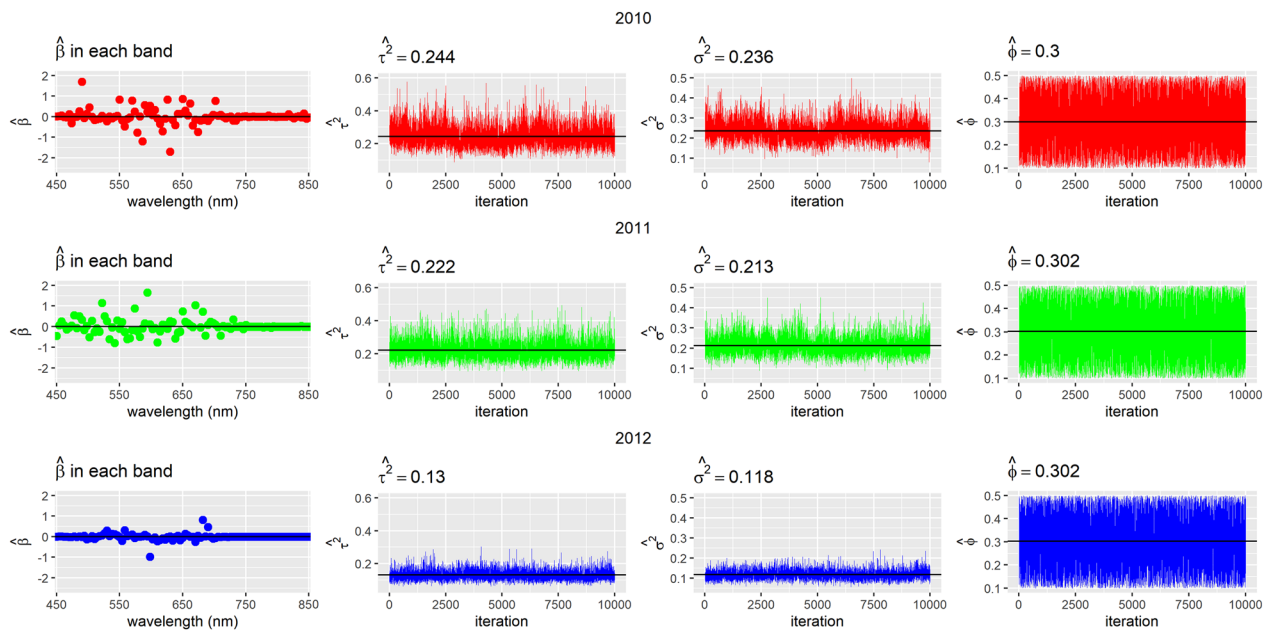 2010
β̂ in each band
τ̂² = 0.244
σ̂² = 0.236
ϕ̂ = 0.3
β̂
2
1
0
-1
-2
450 550 650 750 850
wavelength (nm)
τ̂²
0.6
0.4
0.2
0 2500 5000 7500 10000
iteration
σ̂²
0.5
0.4
0.3
0.2
0.1
0 2500 5000 7500 10000
iteration
ϕ̂
0.5
0.4
0.3
0.2
0.1
0 2500 5000 7500 10000
iteration
2011
β̂ in each band
τ̂² = 0.222
σ̂² = 0.213
ϕ̂ = 0.302
β̂
2
1
0
-1
-2
450 550 650 750 850
wavelength (nm)
τ̂²
0.6
0.4
0.2
0 2500 5000 7500 10000
iteration
σ̂²
0.5
0.4
0.3
0.2
0.1
0 2500 5000 7500 10000
iteration
ϕ̂
0.5
0.4
0.3
0.2
0.1
0 2500 5000 7500 10000
iteration
2012
β̂ in each band
τ̂² = 0.13
σ̂² = 0.118
ϕ̂ = 0.302
β̂
2
1
0
-1
-2
450 550 650 750 850
wavelength (nm)
τ̂²
0.6
0.4
0.2
0 2500 5000 7500 10000
iteration
σ̂²
0.5
0.4
0.3
0.2
0.1
0 2500 5000 7500 10000
iteration
ϕ̂
0.5
0.4
0.3
0.2
0.1
0 2500 5000 7500 10000
iteration